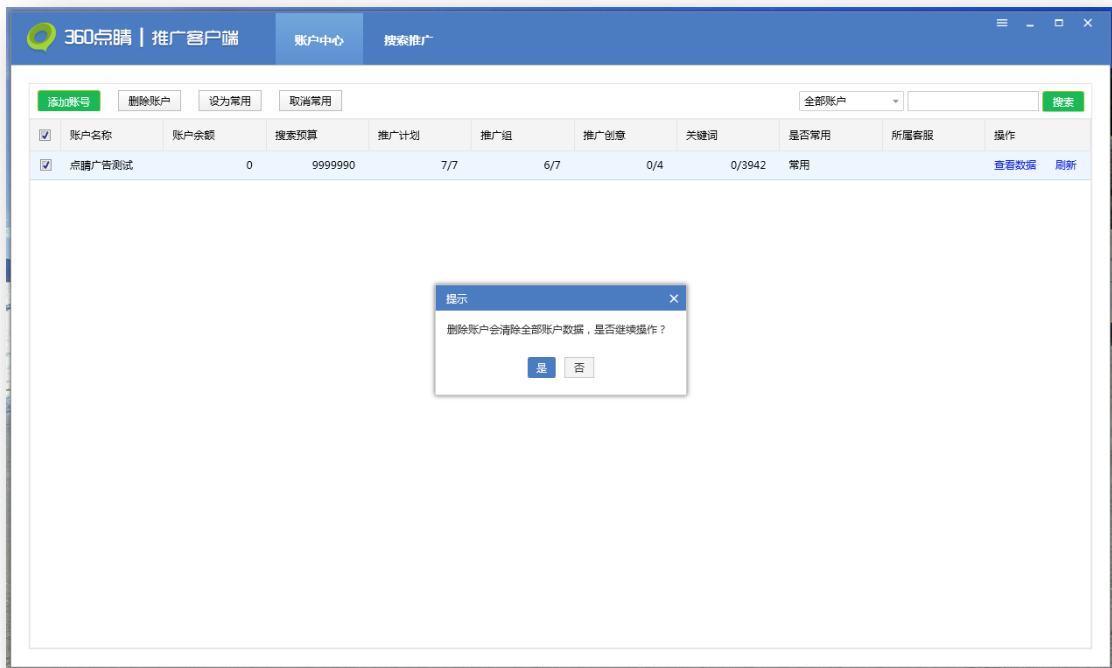 360点睛 | 推广客户端 账户中心 搜索推广
添加账号 删除账户 设为常用 取消常用 全部账户 搜索
账户名称 账户余额 搜索预算 推广计划 推广组 推广创意 关键词 是否常用 所属客服 操作
点睛广告测试 0 9999990 7/7 6/7 0/4 0/3942 常用 查看数据 刷新
提示
删除账户会清除全部账户数据，是否继续操作？
是 否